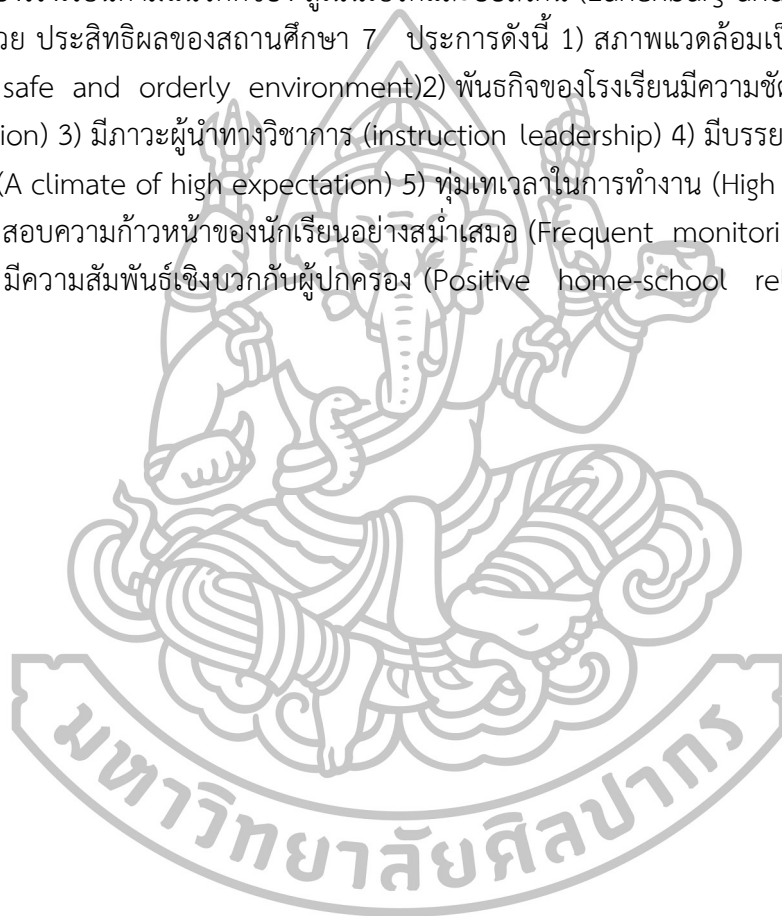 ประสิทธิผลของสถานศึกษา 7 ประการดังนี้ 1) สภาพแวดล้อมเป็
safe and orderly environment)2) พันธกิจของโรงเรียนมีความชัด
ion) 3) มีภาวะผู้นำทางวิชาการ (instruction leadership) 4) มีบรรย
(A climate of high expectation) 5) ทุ่มเทเวลาในการทำงาน (High
สอบความก้าวหน้าของนักเรียนอย่างสม่ำเสมอ (Frequent monitori
มีความสัมพันธ์เชิงบวกกับผู้ปกครอง (Positive home-school re
มหาวิทยาลัยศิลปากร